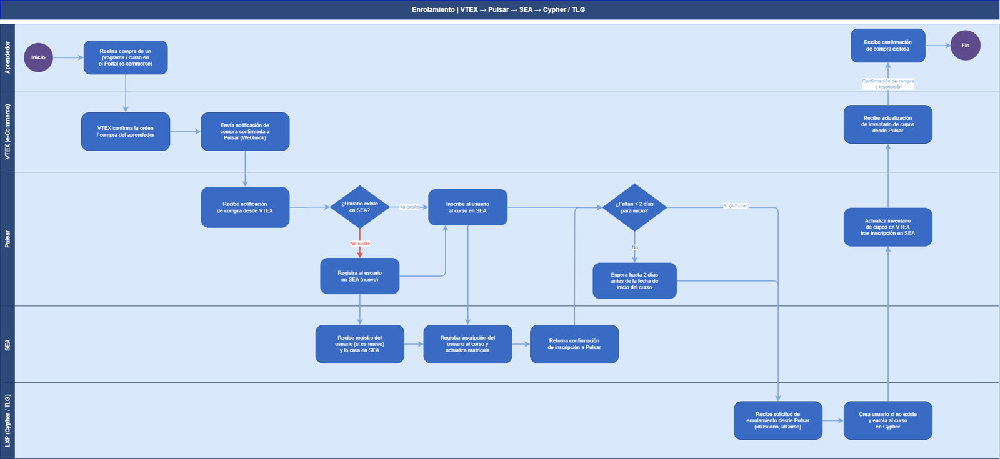 Enrolamiento | VTEX → Pulsar → SEA → Cypher / TLG
Aprendedor
Inicio
Realiza compra de un
programa / curso en
el Portal (e-commerce)
Recibe confirmación
de compra exitosa
Fin
Confirmación de compra
e inscripción
VTEX (e-Commerce)
VTEX confirma la orden
/ compra del aprendedor
Envía notificación de
compra confirmada a
Pulsar (Webhook)
Recibe actualización
de inventario de cupos
desde Pulsar
Pulsar
Recibe notificación
de compra desde VTEX
¿Usuario existe
en SEA?
Ya existe
No existe
Registra al usuario
en SEA (nuevo)
Inscribe al usuario
al curso en SEA
¿Faltan ≤ 2 días
para inicio?
Sí (≤ 2 días)
No
Espera hasta 2 días
antes de la fecha de
inicio del curso
Actualiza inventario
de cupos en VTEX
tras inscripción en SEA
SEA
Recibe registro del
usuario (si es nuevo)
y lo crea en SEA
Registra inscripción del
usuario al curso y
actualiza matrícula
Retorna confirmación
de inscripción a Pulsar
LXP (Cypher / TLG)
Recibe solicitud de
enrolamiento desde Pulsar
{idUsuario, idCurso}
Crea usuario si no existe
y enrola al curso
en Cypher